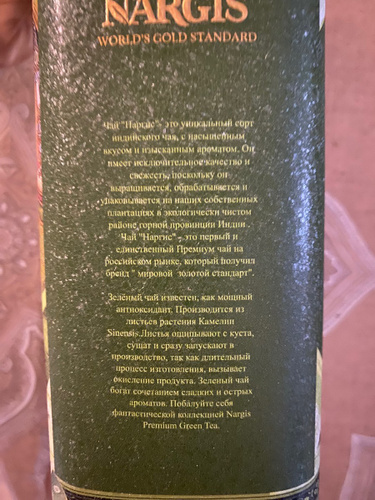 NARGIS
WORLD'S GOLD STANDARD
Чай "Наргис" - это уникальный сорт
индийского чая, с насыщенным
вкусом и изысканным ароматом. Он
имеет исключительное качество и
свежесть, поскольку он
выращивается, обрабатывается и
упаковывается на наших собственных
плантациях в экологически чистом
районе горной провинции Индии .
Чай "Наргис" - это первый и
единственный Премиум чай на
российском рынке, который получил
бренд " мировой золотой стандарт".
Зелёный чай известен, как мощный
антиоксидант. Производится из
листьев растения Камелии
Sinensis.Листья ощипывают с куста,
сушат и сразу запускают в
производство, так как длительный
процесс изготовления, вызывает
окисление продукта. Зеленый чай
богат сочетанием сладких и острых
ароматов. Побалуйте себя
фантастической коллекцией Nargis
Premium Green Tea.